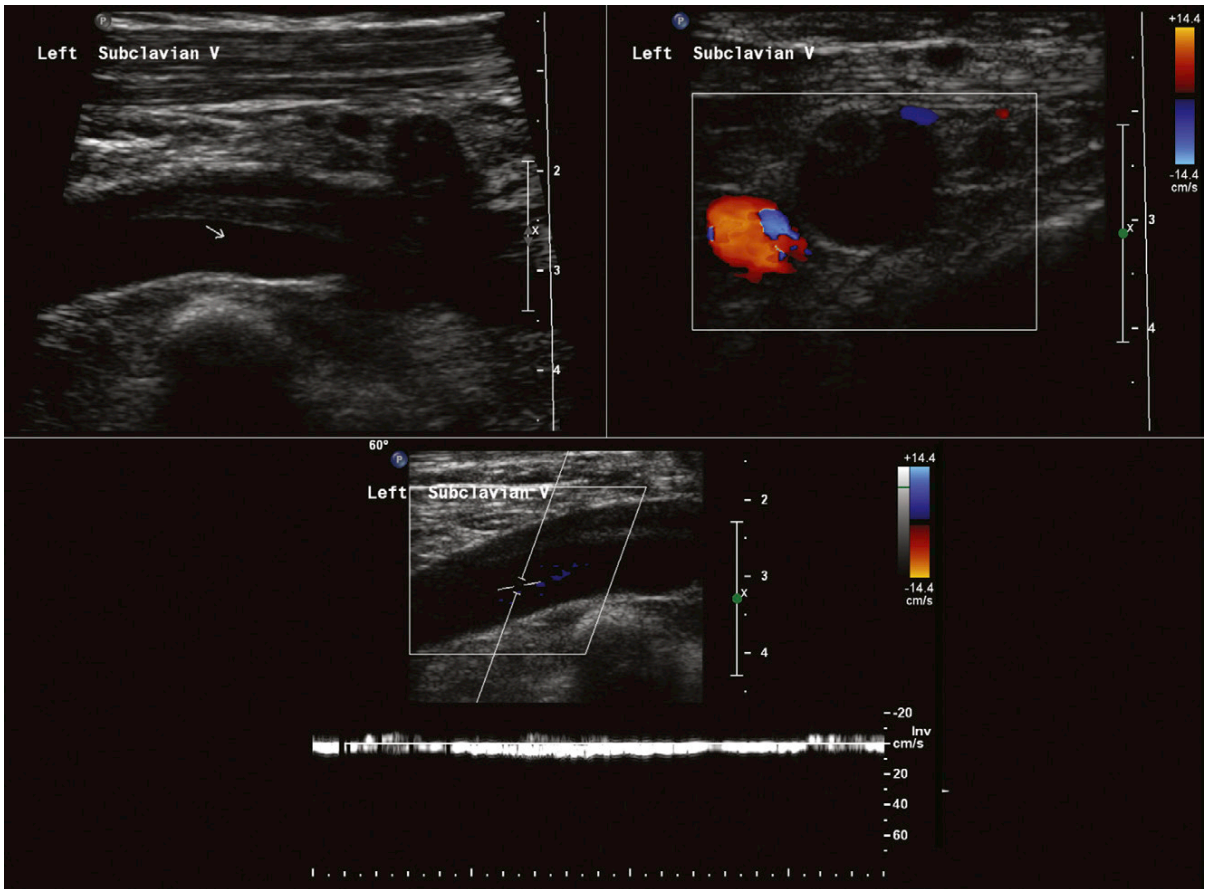 P
Left Subclavian V
2
X
3
4
P
Left Subclavian V
+14.4
-14.4
cm/s
X
3
4
60°
P
Left Subclavian V
2
3
X
4
+14.4
-14.4
cm/s
-20
Inv
cm/s
-20
-40
-60